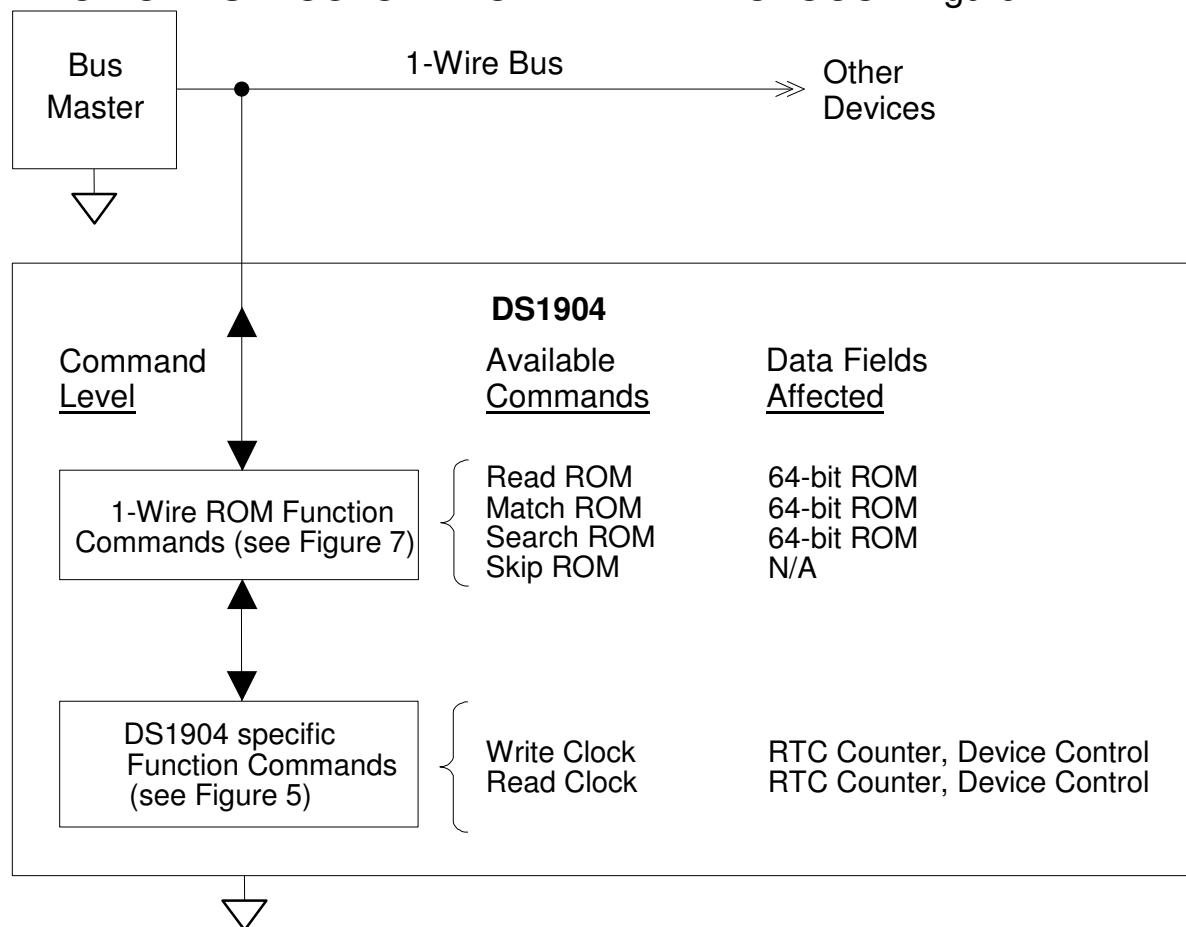 Bus
Master
1-Wire Bus
Other
Devices
DS1904
Command
Level
Available
Commands
Data Fields
Affected
1-Wire ROM Function
Commands (see Figure 7)
Read ROM 64-bit ROM
Match ROM 64-bit ROM
Search ROM 64-bit ROM
Skip ROM N/A
DS1904 specific
Function Commands
(see Figure 5)
Write Clock RTC Counter, Device Control
Read Clock RTC Counter, Device Control